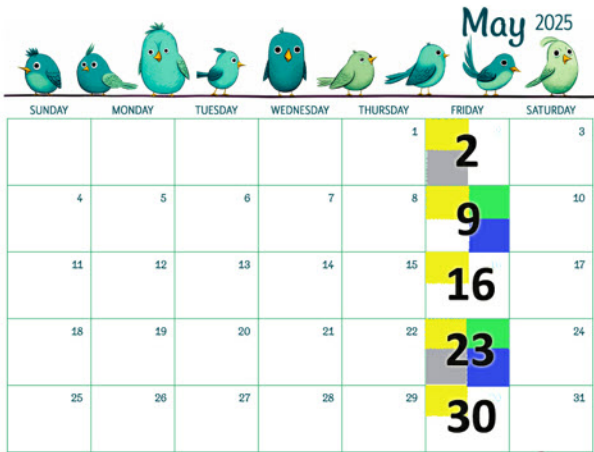 May 2025
SUNDAY MONDAY TUESDAY WEDNESDAY THURSDAY FRIDAY SATURDAY
1 2 3
4 5 6 7 8 9 10
11 12 13 14 15 16 17
18 19 20 21 22 23 24
25 26 27 28 29 30 31